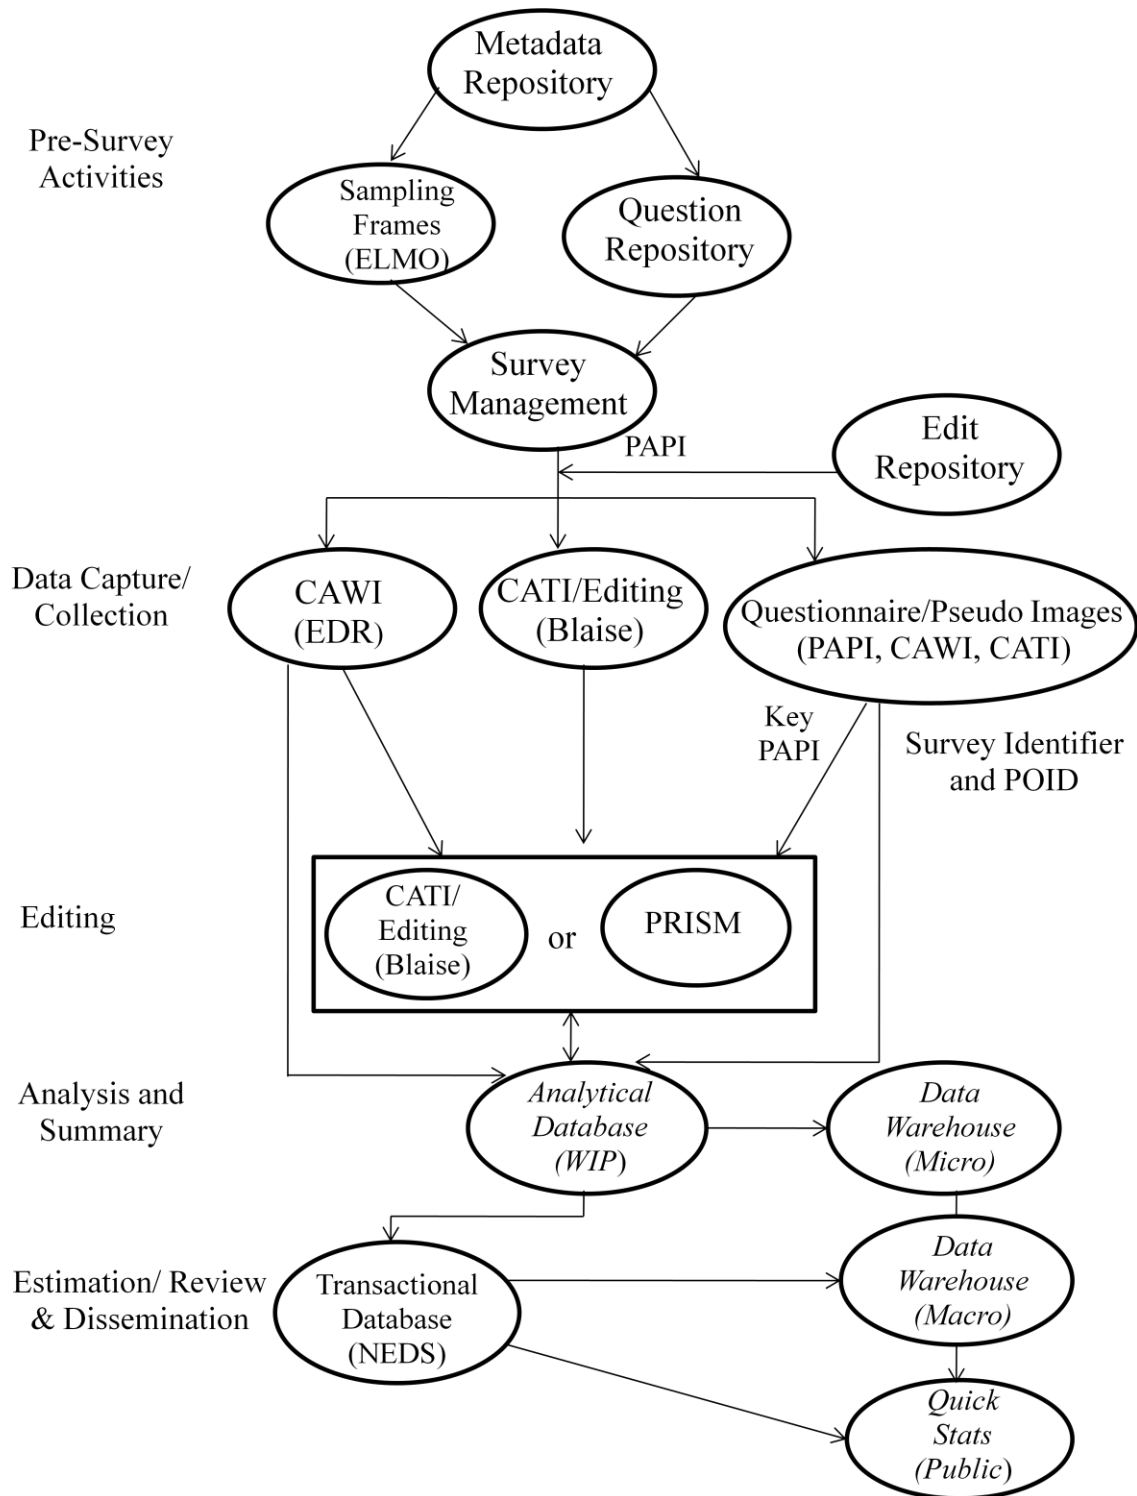 Metadata
Repository
Pre-Survey
Activities
Sampling
Frames
(ELMO)
Question
Repository
Survey
Management
PAPI
Edit
Repository
Data Capture/
Collection
CAWI
(EDR)
CATI/Editing
(Blaise)
Questionnaire/Pseudo Images
(PAPI, CAWI, CATI)
Key
PAPI
Survey Identifier
and POID
Editing
CATI/
Editing
(Blaise)
or
PRISM
Analysis and
Summary
Analytical
Database
(WIP)
Data
Warehouse
(Micro)
Estimation/ Review
& Dissemination
Transactional
Database
(NEDS)
Data
Warehouse
(Macro)
Quick
Stats
(Public)